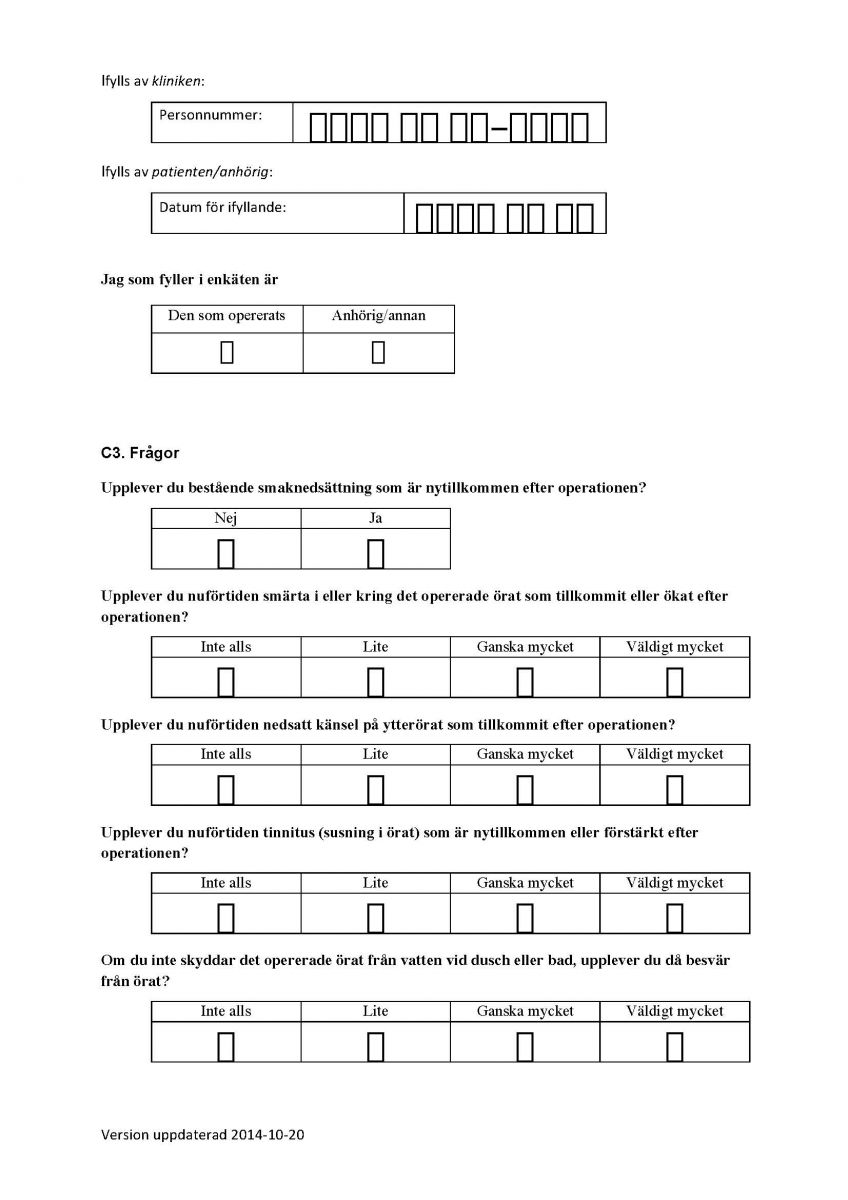 Ifylls av kliniken:
Personnummer:
Ifylls av patienten/anhörig:
Datum för ifyllande:
Jag som fyller i enkäten är
Den som opererats Anhörig/annan
C3. Frågor
Upplever du bestående smaknedsättning som är nytillkommen efter operationen?
Nej Ja
Upplever du nuförtiden smärta i eller kring det opererade örat som tillkommit eller ökat efter
operationen?
Inte alls Lite Ganska mycket Väldigt mycket
Upplever du nuförtiden nedsatt känsel på ytterörat som tillkommit efter operationen?
Inte alls Lite Ganska mycket Väldigt mycket
Upplever du nuförtiden tinnitus (susning i örat) som är nytillkommen eller förstärkt efter
operationen?
Inte alls Lite Ganska mycket Väldigt mycket
Om du inte skyddar det opererade örat från vatten vid dusch eller bad, upplever du då besvär
från örat?
Inte alls Lite Ganska mycket Väldigt mycket
Version uppdaterad 2014-10-20